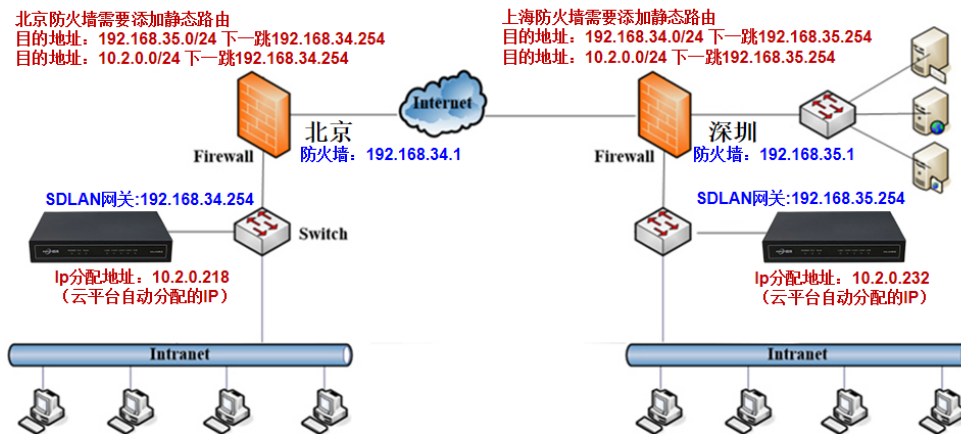 北京防火墙需要添加静态路由
目的地址：192.168.35.0/24 下一跳192.168.34.254
目的地址：10.2.0.0/24 下一跳192.168.34.254
上海防火墙需要添加静态路由
目的地址：192.168.34.0/24 下一跳192.168.35.254
目的地址：10.2.0.0/24 下一跳192.168.35.254
Internet
北京
Firewall
防火墙：192.168.34.1
深圳
Firewall
防火墙：192.168.35.1
SDLAN网关:192.168.34.254
Switch
SDLAN网关:192.168.35.254
Ip分配地址：10.2.0.218
（云平台自动分配的IP）
Ip分配地址：10.2.0.232
（云平台自动分配的IP）
Intranet
Intranet